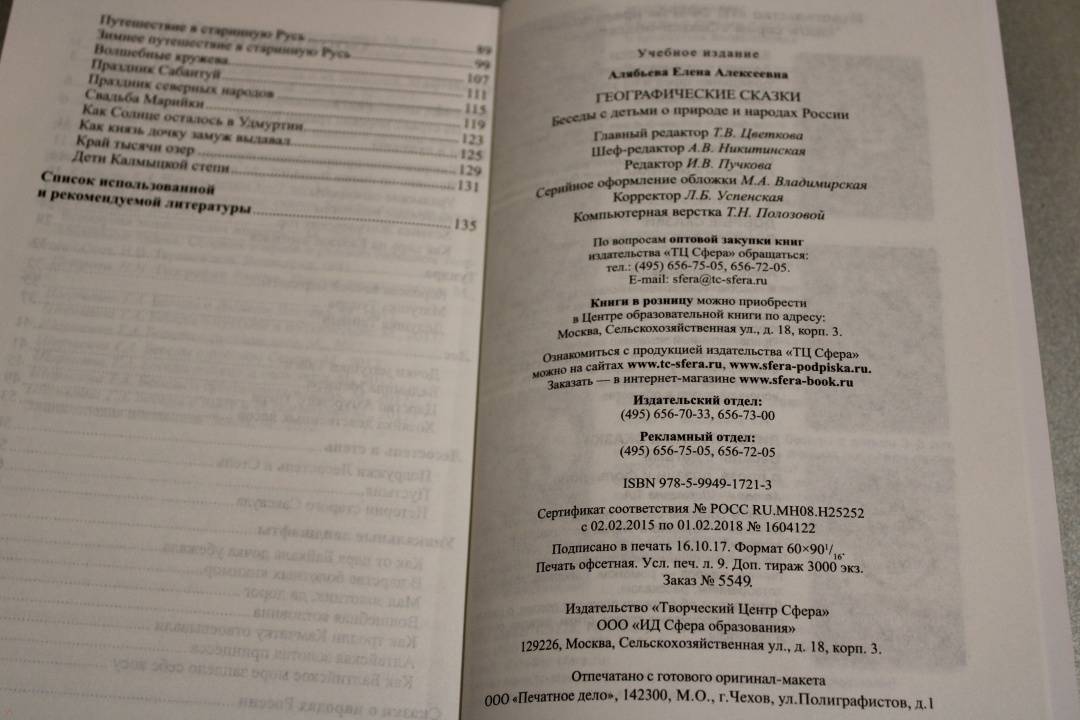 Путешествие в старинную Русь 89
Зимнее путешествие в старинную Русь 99
Волшебные кружева 107
Праздник Сабантуй 111
Праздник северных народов 115
Свадьба Марийки 119
Как Солнце осталось в Удмуртии 123
Как князь дочку замуж выдавал 125
Край тысячи озер 129
Дети Калмыцкой степи 131
Список использованной
и рекомендуемой литературы 135
Учебное издание
Алябьева Елена Алексеевна
ГЕОГРАФИЧЕСКИЕ СКАЗКИ
Беседы с детьми о природе и народах России
Главный редактор Т.В. Цветкова
Шеф-редактор А.В. Никитинская
Редактор И.В. Пучкова
Серийное оформление обложки М.А. Владимирская
Корректор Л.Б. Успенская
Компьютерная верстка Т.Н. Полозовой
По вопросам оптовой закупки книг
издательства «ТЦ Сфера» обращаться:
тел.: (495) 656-75-05, 656-72-05.
E-mail: sfera@tc-sfera.ru
Книги в розницу можно приобрести
в Центре образовательной книги по адресу:
Москва, Сельскохозяйственная ул., д. 18, корп. 3.
Ознакомиться с продукцией издательства «ТЦ Сфера»
можно на сайтах www.tc-sfera.ru, www.sfera-podpiska.ru.
Заказать — в интернет-магазине www.sfera-book.ru
Издательский отдел:
(495) 656-70-33, 656-73-00
Рекламный отдел:
(495) 656-75-05, 656-72-05
ISBN 978-5-9949-1721-3
Сертификат соответствия № РОСС RU.МН08.Н25252
с 02.02.2015 по 01.02.2018 № 1604122
Подписано в печать 16.10.17. Формат 60×90 1/16.
Печать офсетная. Усл. печ. л. 9. Доп. тираж 3000 экз.
Заказ № 5549.
Издательство «Творческий Центр Сфера»
ООО «ИД Сфера образования»
129226, Москва, Сельскохозяйственная ул., д. 18, корп. 3.
Отпечатано с готового оригинал-макета
ООО «Печатное дело», 142300, М.О., г.Чехов, ул.Полиграфистов, д.1